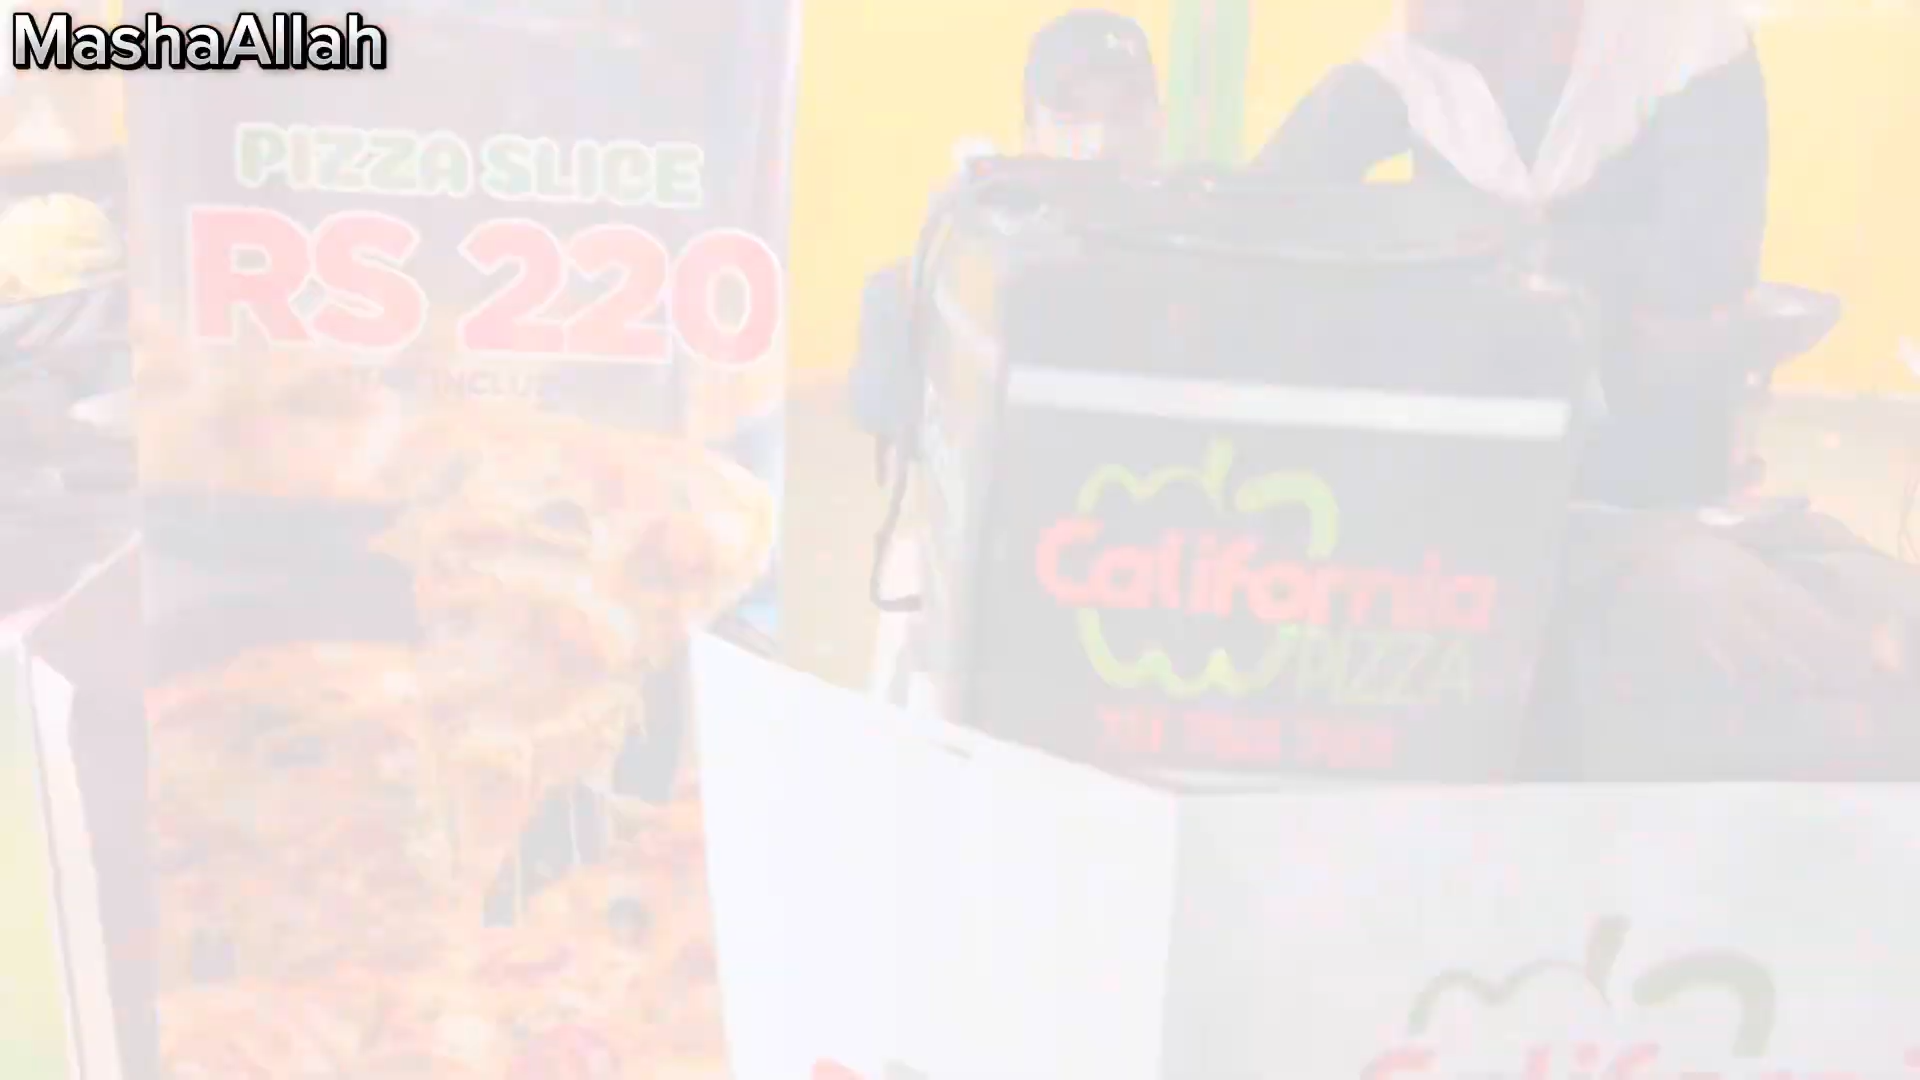 MashaAllah
PIZZA SLICE
RS 220
California
PIZZA